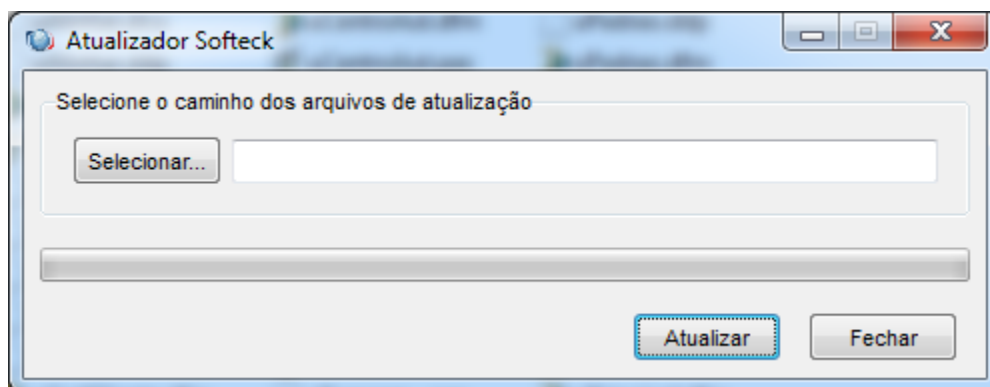 Atualizador Softeck
Selecione o caminho dos arquivos de atualização
Selecionar...
Atualizar
Fechar